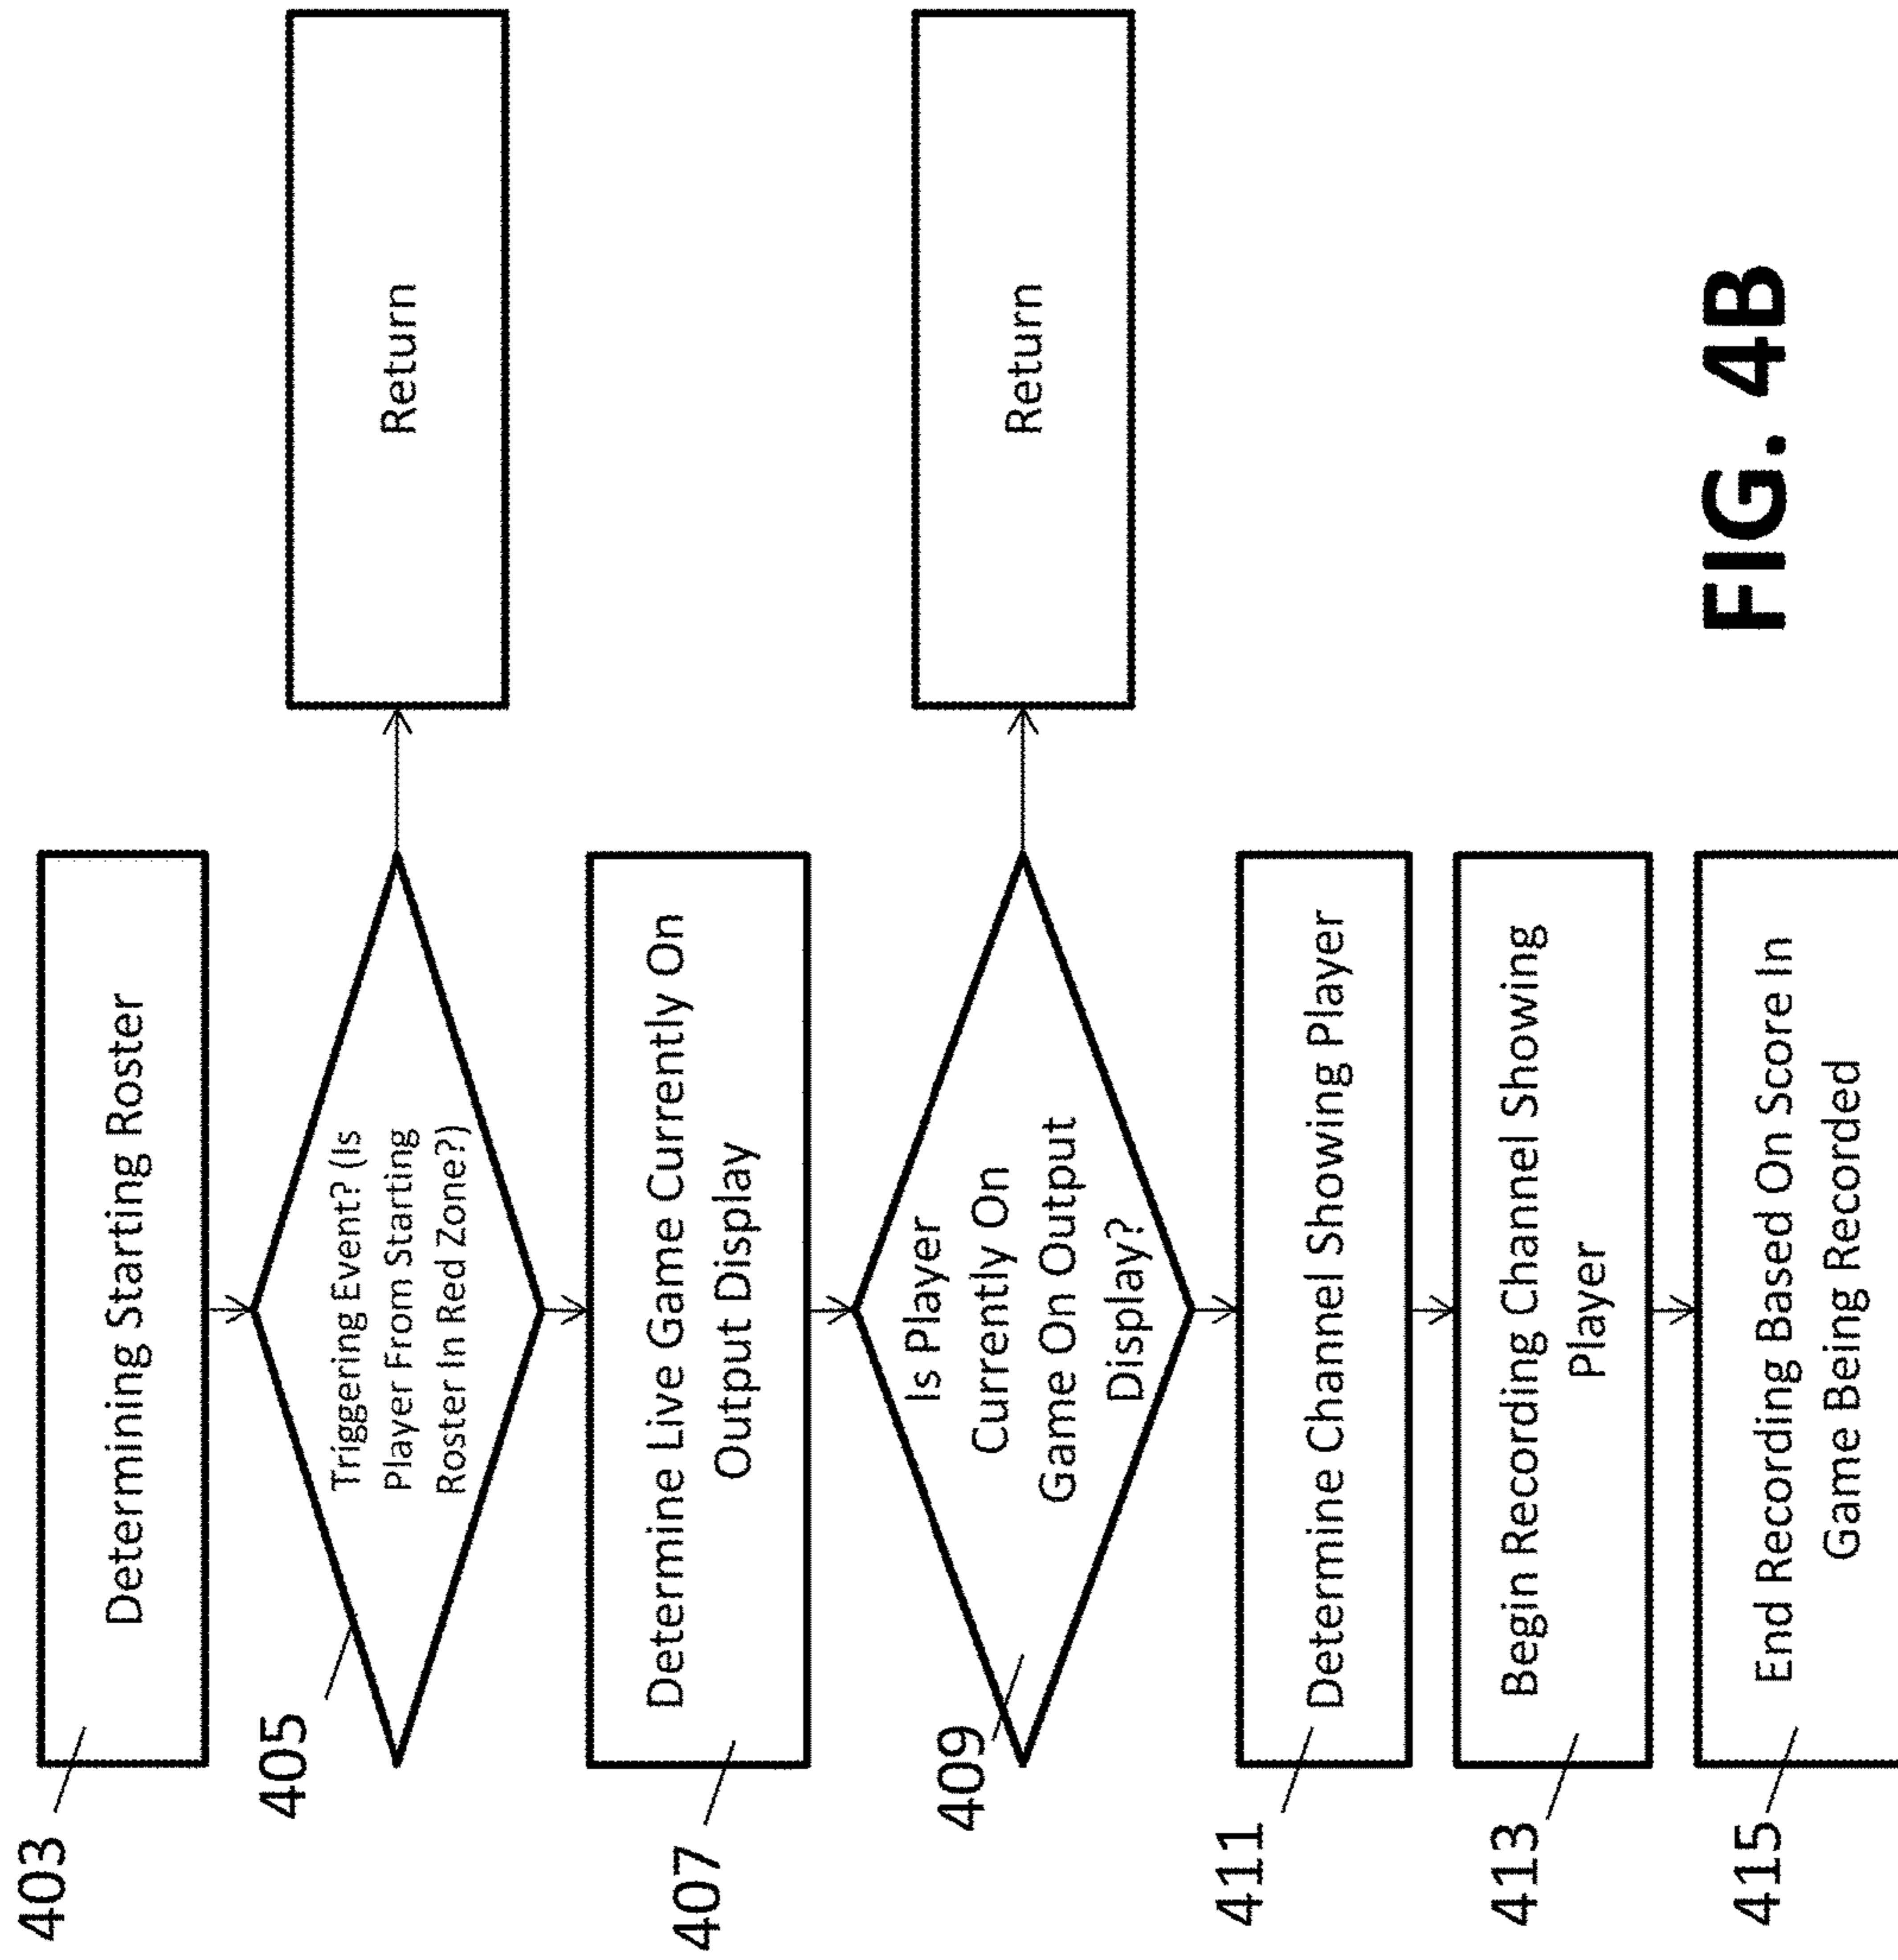 403
Determining Starting Roster
405
Triggering Event? (Is
Player From Starting
Roster In Red Zone?)
Return
407
Determine Live Game Currently On
Output Display
409
Is Player
Currently On
Game On Output
Display?
Return
411
Determine Channel Showing Player
413
Begin Recording Channel Showing
Player
415
End Recording Based On Score In
Game Being Recorded
FIG. 4B